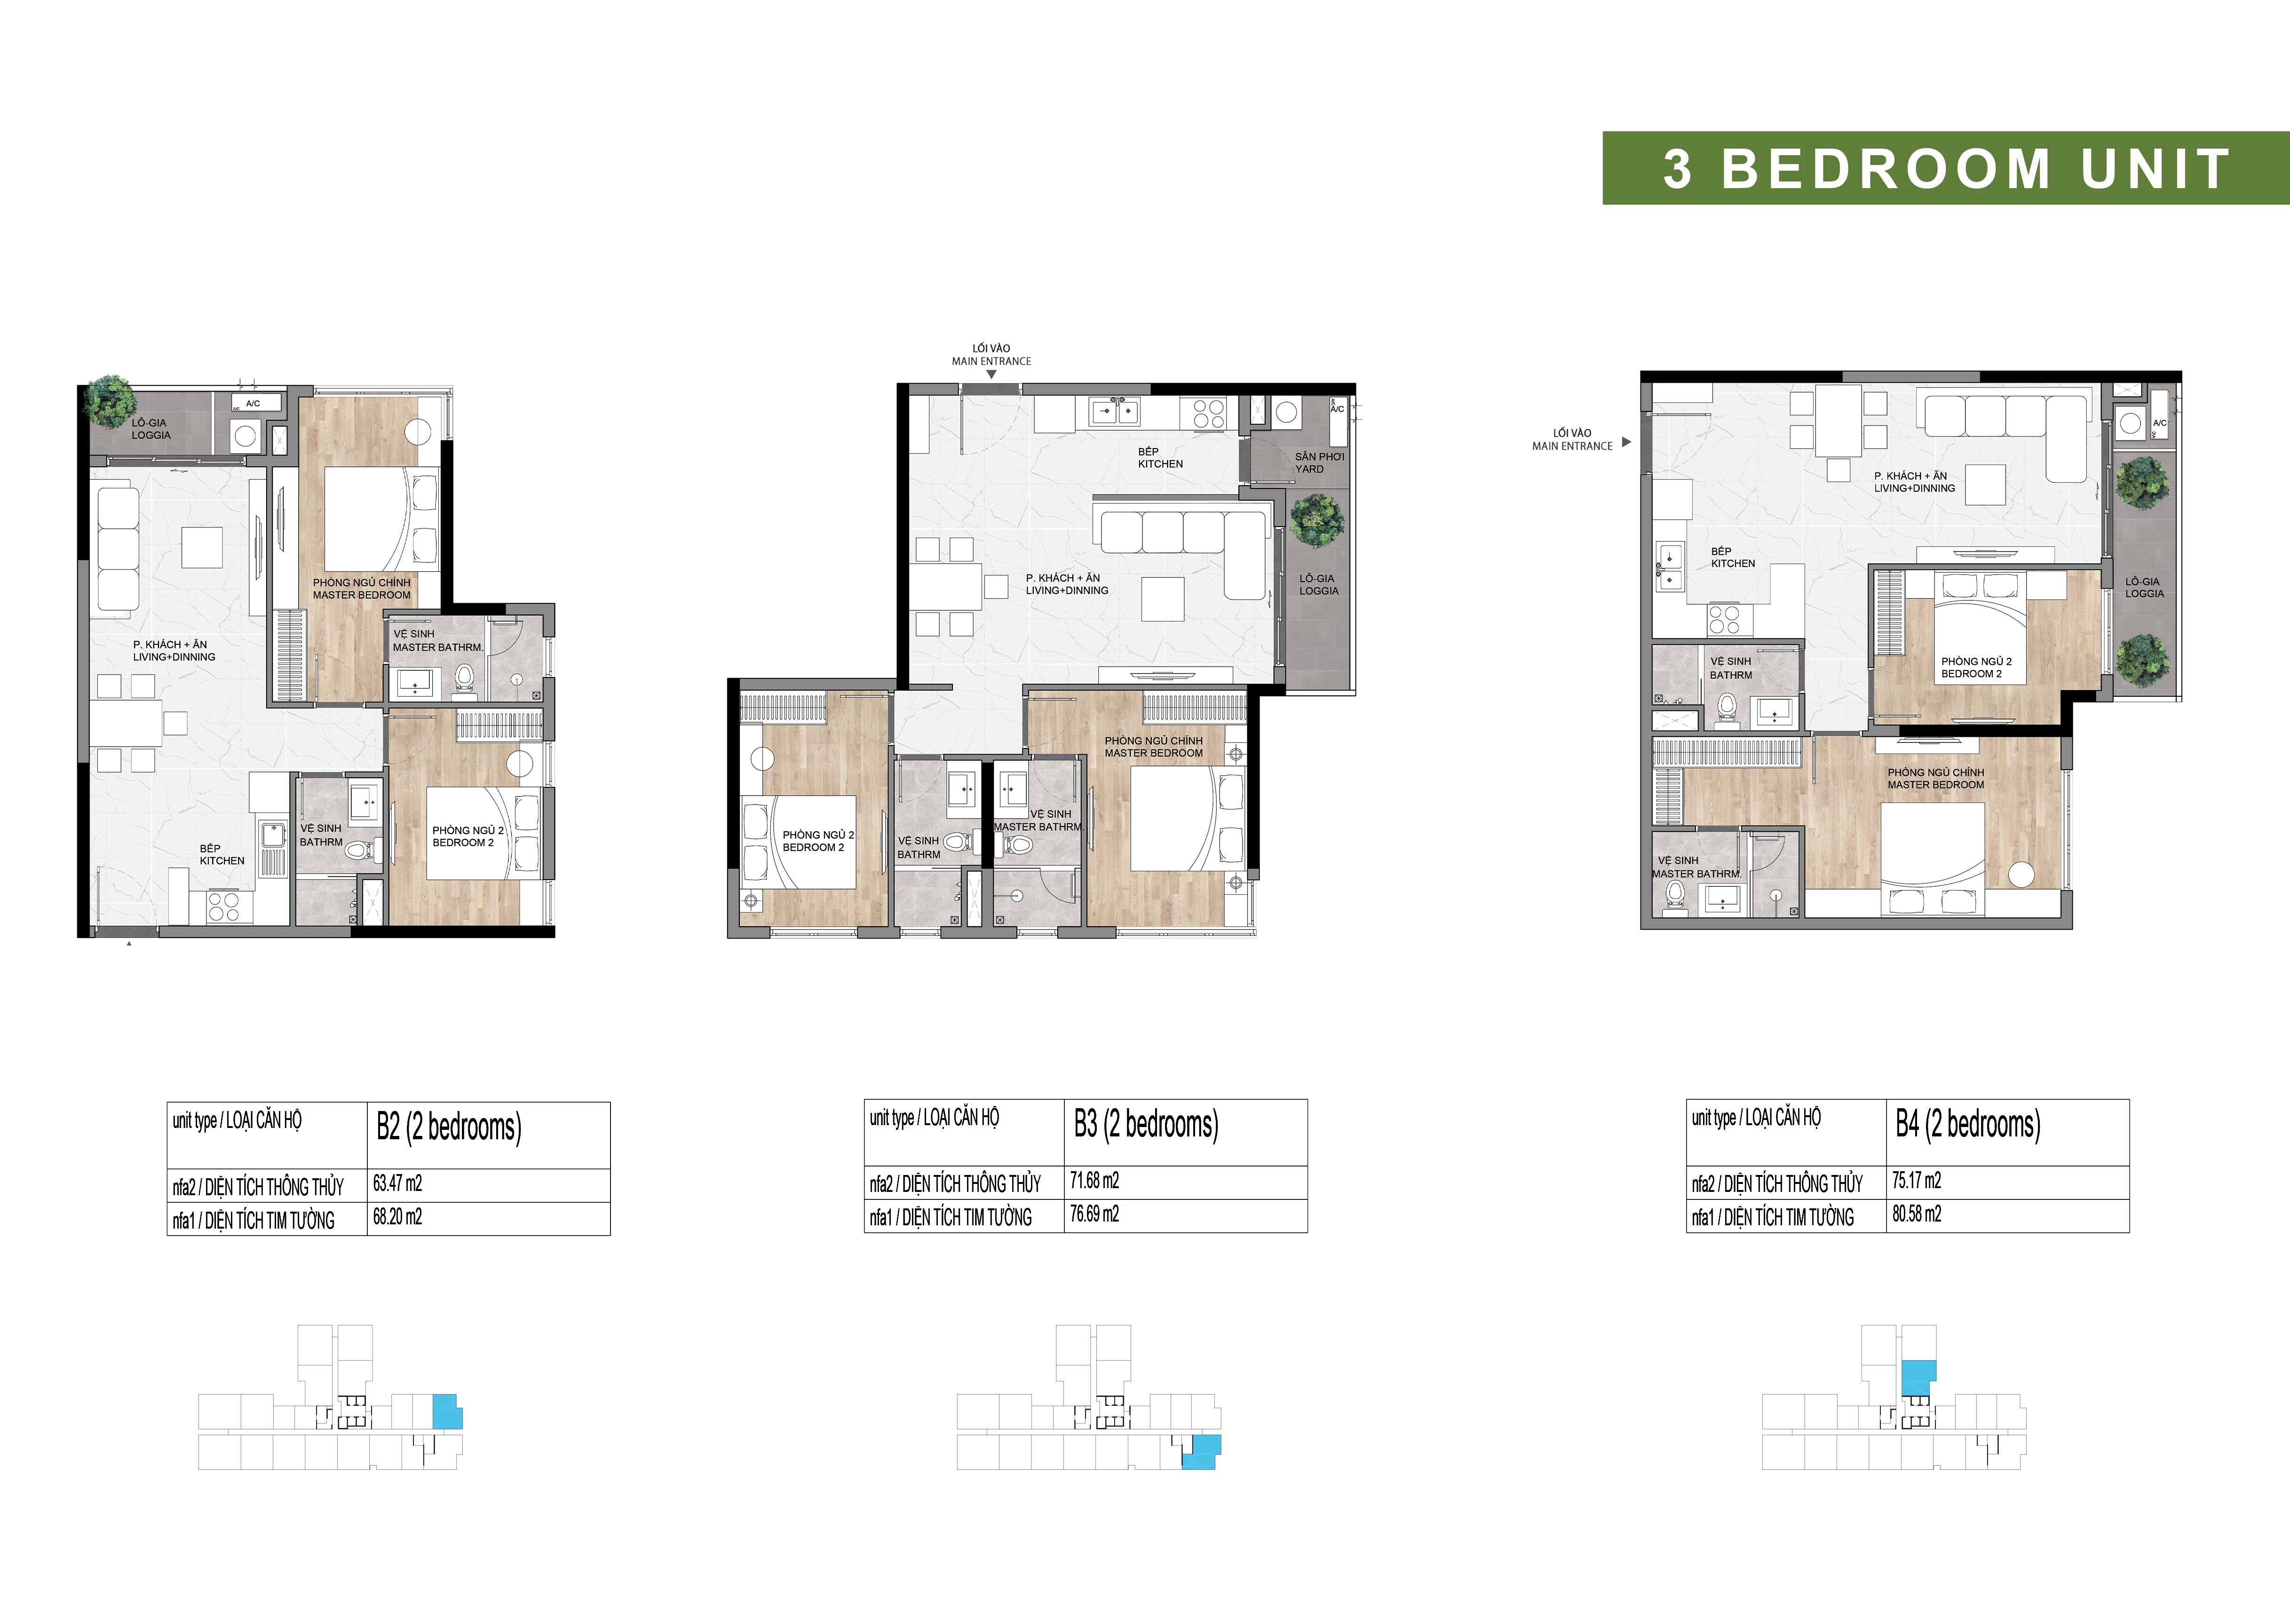 3 BEDROOM UNIT
A/C
LÔ-GIA
LOGGIA
PHÒNG NGỦ CHÍNH
MASTER BEDROOM
VỆ SINH
MASTER BATHRM.
P. KHÁCH + ĂN
LIVING+DINNING
PHÒNG NGỦ 2
BEDROOM 2
VỆ SINH
BATHRM
BẾP
KITCHEN
LỐI VÀO
MAIN ENTRANCE
A/C
BẾP
KITCHEN
SÂN PHƠI
YARD
P. KHÁCH + ĂN
LIVING+DINNING
LÔ-GIA
LOGGIA
PHÒNG NGỦ CHÍNH
MASTER BEDROOM
VỆ SINH
MASTER BATHRM.
PHÒNG NGỦ 2
BEDROOM 2
VỆ SINH
BATHRM
LỐI VÀO
MAIN ENTRANCE
A/C
P. KHÁCH + ĂN
LIVING+DINNING
BẾP
KITCHEN
LÔ-GIA
LOGGIA
VỆ SINH
BATHRM
PHÒNG NGỦ 2
BEDROOM 2
PHÒNG NGỦ CHÍNH
MASTER BEDROOM
VỆ SINH
MASTER BATHRM.
unit type / LOẠI CĂN HỘ B2 (2 bedrooms)
nfa2 / DIỆN TÍCH THÔNG THỦY 63.47 m2
nfa1 / DIỆN TÍCH TIM TƯỜNG 68.20 m2
unit type / LOẠI CĂN HỘ B3 (2 bedrooms)
nfa2 / DIỆN TÍCH THÔNG THỦY 71.68 m2
nfa1 / DIỆN TÍCH TIM TƯỜNG 76.69 m2
unit type / LOẠI CĂN HỘ B4 (2 bedrooms)
nfa2 / DIỆN TÍCH THÔNG THỦY 75.17 m2
nfa1 / DIỆN TÍCH TIM TƯỜNG 80.58 m2